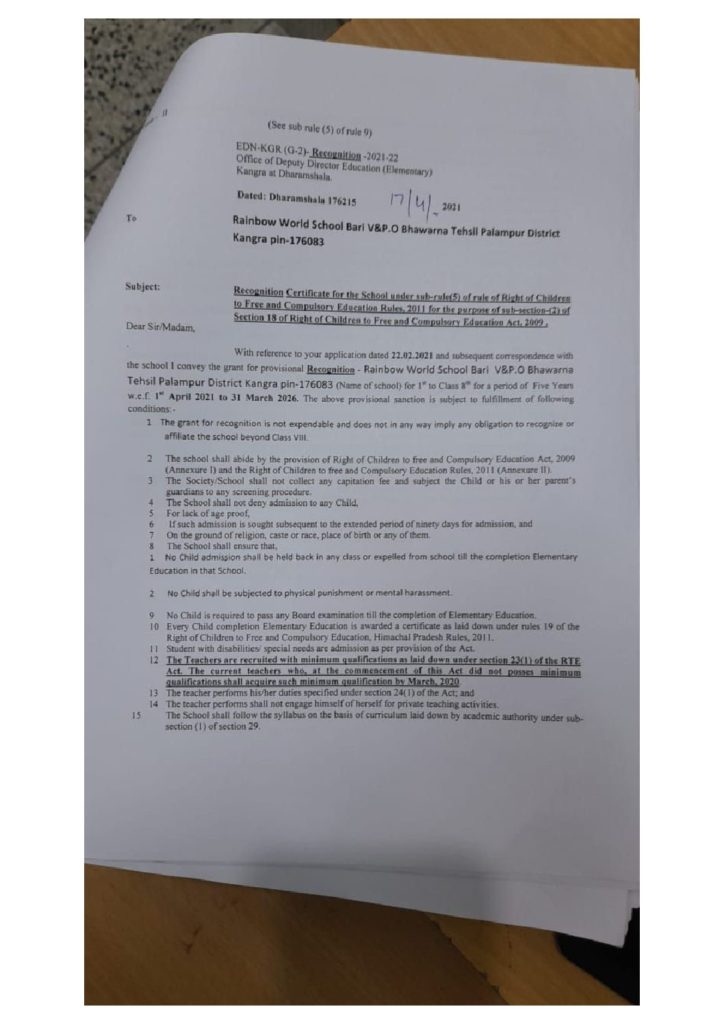 II
(See sub rule (5) of rule 9)
EDN-KGR (G-2)- Recognition -2021-22
Office of Deputy Director Education (Elementary)
Kangra at Dharamshala.
Dated: Dharamshala 176215 17/4/- 2021
To
Rainbow World School Bari V&P.O Bhawarna Tehsil Palampur District
Kangra pin-176083
Subject: Recognition Certificate for the School under sub-rule(5) of rule of Right of Children
to Free and Compulsory Education Rules, 2011 for the purpose of sub-section-(2) of
Section 18 of Right of Children to Free and Compulsory Education Act, 2009 .
Dear Sir/Madam,
With reference to your application dated 22.02.2021 and subsequent correspondence with
the school I convey the grant for provisional Recognition - Rainbow World School Bari V&P.O Bhawarna
Tehsil Palampur District Kangra pin-176083 (Name of school) for 1st to Class 8th for a period of Five Years
w.e.f. 1st April 2021 to 31 March 2026. The above provisional sanction is subject to fulfillment of following
conditions:-
1 The grant for recognition is not expendable and does not in any way imply any obligation to recognize or
affiliate the school beyond Class VIII.
2 The school shall abide by the provision of Right of Children to free and Compulsory Education Act, 2009
(Annexure I) and the Right of Children to free and Compulsory Education Rules, 2011 (Annexure II).
3 The Society/School shall not collect any capitation fee and subject the Child or his or her parent's
guardians to any screening procedure.
4 The School shall not deny admission to any Child,
5 For lack of age proof,
6 If such admission is sought subsequent to the extended period of ninety days for admission, and
7 On the ground of religion, caste or race, place of birth or any of them.
8 The School shall ensure that,
1 No Child admission shall be held back in any class or expelled from school till the completion Elementary
Education in that School.
2 No Child shall be subjected to physical punishment or mental harassment.
9 No Child is required to pass any Board examination till the completion of Elementary Education.
10 Every Child completion Elementary Education is awarded a certificate as laid down under rules 19 of the
Right of Children to Free and Compulsory Education, Himachal Pradesh Rules, 2011.
11 Student with disabilities/ special needs are admission as per provision of the Act.
12 The Teachers are recruited with minimum qualifications as laid down under section 23(1) of the RTE
Act. The current teachers who, at the commencement of this Act did not posses minimum
qualifications shall acquire such minimum qualification by March, 2020.
13 The teacher performs his/her duties specified under section 24(1) of the Act; and
14 The teacher performs shall not engage himself of herself for private teaching activities.
15 The School shall follow the syllabus on the basis of curriculum laid down by academic authority under sub-
section (1) of section 29.